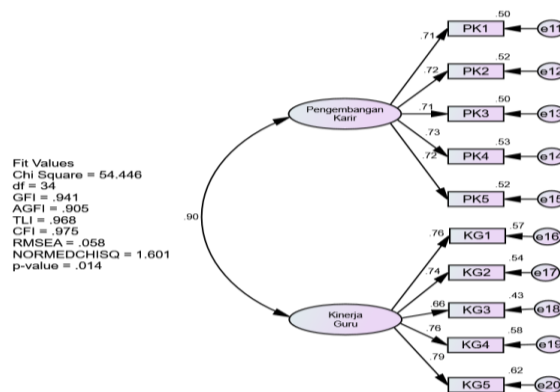 .50
.71
PK1
e11
.52
.72
PK2
e12
.50
Pengembangan
Karir
.71
PK3
e13
.53
.73
PK4
e14
.52
.72
PK5
e15
Fit Values
Chi Square = 54.446
df = 34
GFI = .941
AGFI = .905
TLI = .968
CFI = .975
RMSEA = .058
NORMEDCHISQ = 1.601
p-value = .014
.90
.57
.76
KG1
e16
.54
.74
KG2
e17
.43
Kinerja
Guru
.66
KG3
e18
.58
.76
KG4
e19
.62
.79
KG5
e20